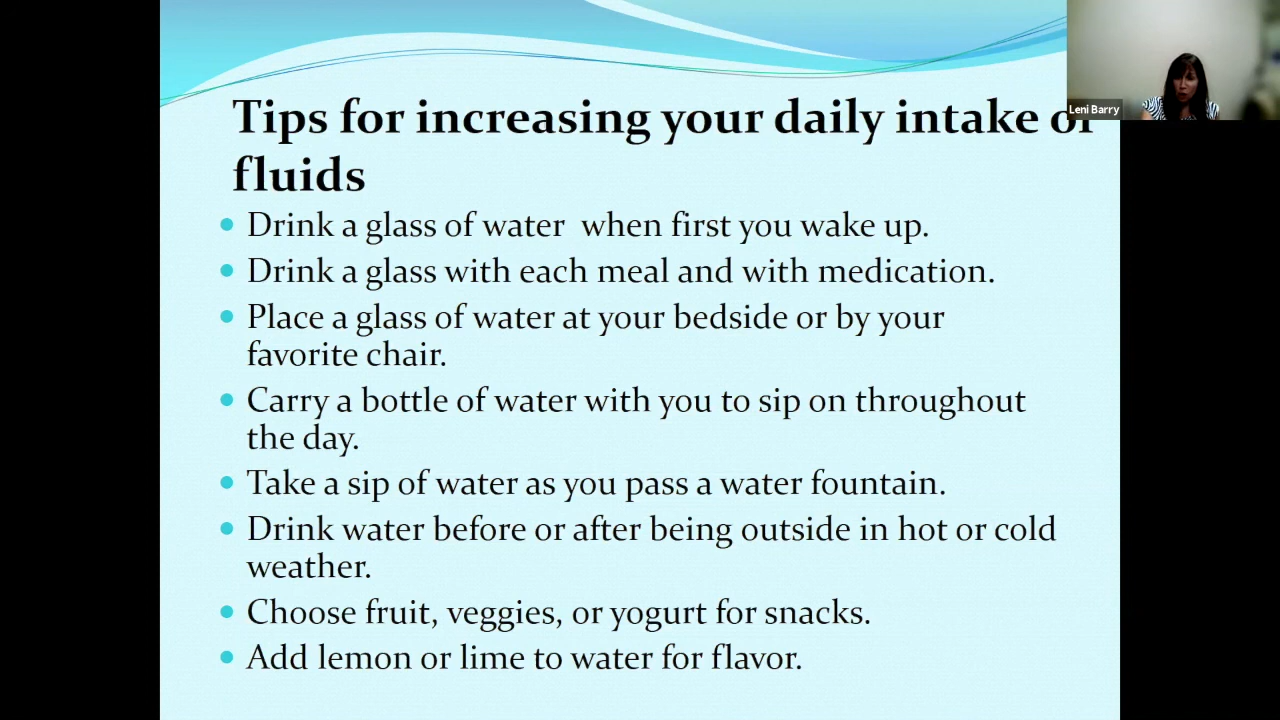 Tips for increasing your daily intake of
fluids
Drink a glass of water  when first you wake up.
Drink a glass with each meal and with medication.
Place a glass of water at your bedside or by your
favorite chair.
Carry a bottle of water with you to sip on throughout
the day.
Take a sip of water as you pass a water fountain.
Drink water before or after being outside in hot or cold
weather.
Choose fruit, veggies, or yogurt for snacks.
Add lemon or lime to water for flavor.
Leni Barry